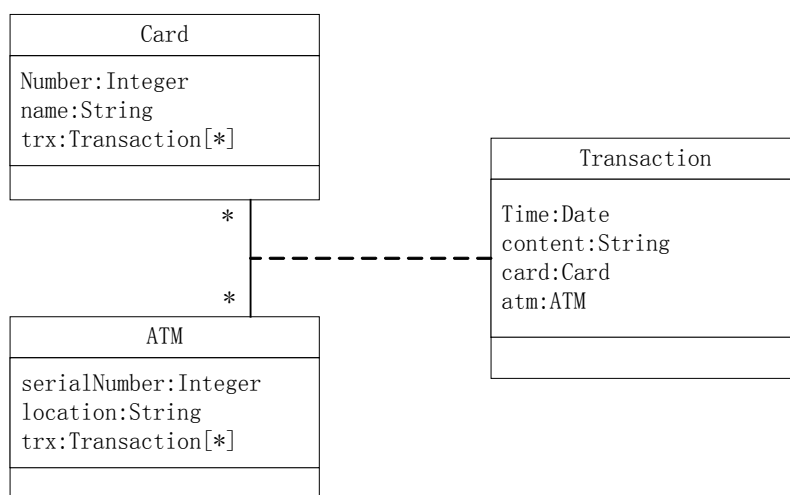 Card
Number:Integer
name:String
trx:Transaction[*]
*
*
ATM
serialNumber:Integer
location:String
trx:Transaction[*]
Transaction
Time:Date
content:String
card:Card
atm:ATM